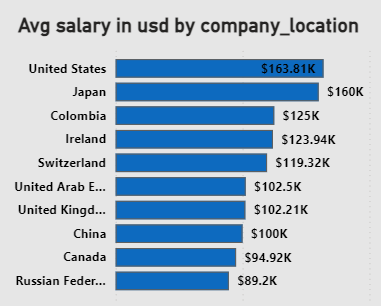 Avg salary in usd by company_location
United States $163.81K
Japan $160K
Colombia $125K
Ireland $123.94K
Switzerland $119.32K
United Arab E... $102.5K
United Kingd... $102.21K
China $100K
Canada $94.92K
Russian Feder... $89.2K